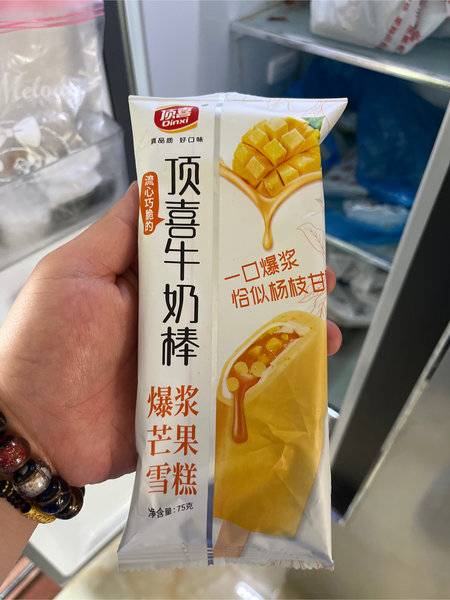 Melod
顶喜
Dinxi
真品质 好口味
流心巧脆的
顶喜牛奶棒
一口爆浆
恰似杨枝甘
爆浆
芒果
雪糕
净含量:75克